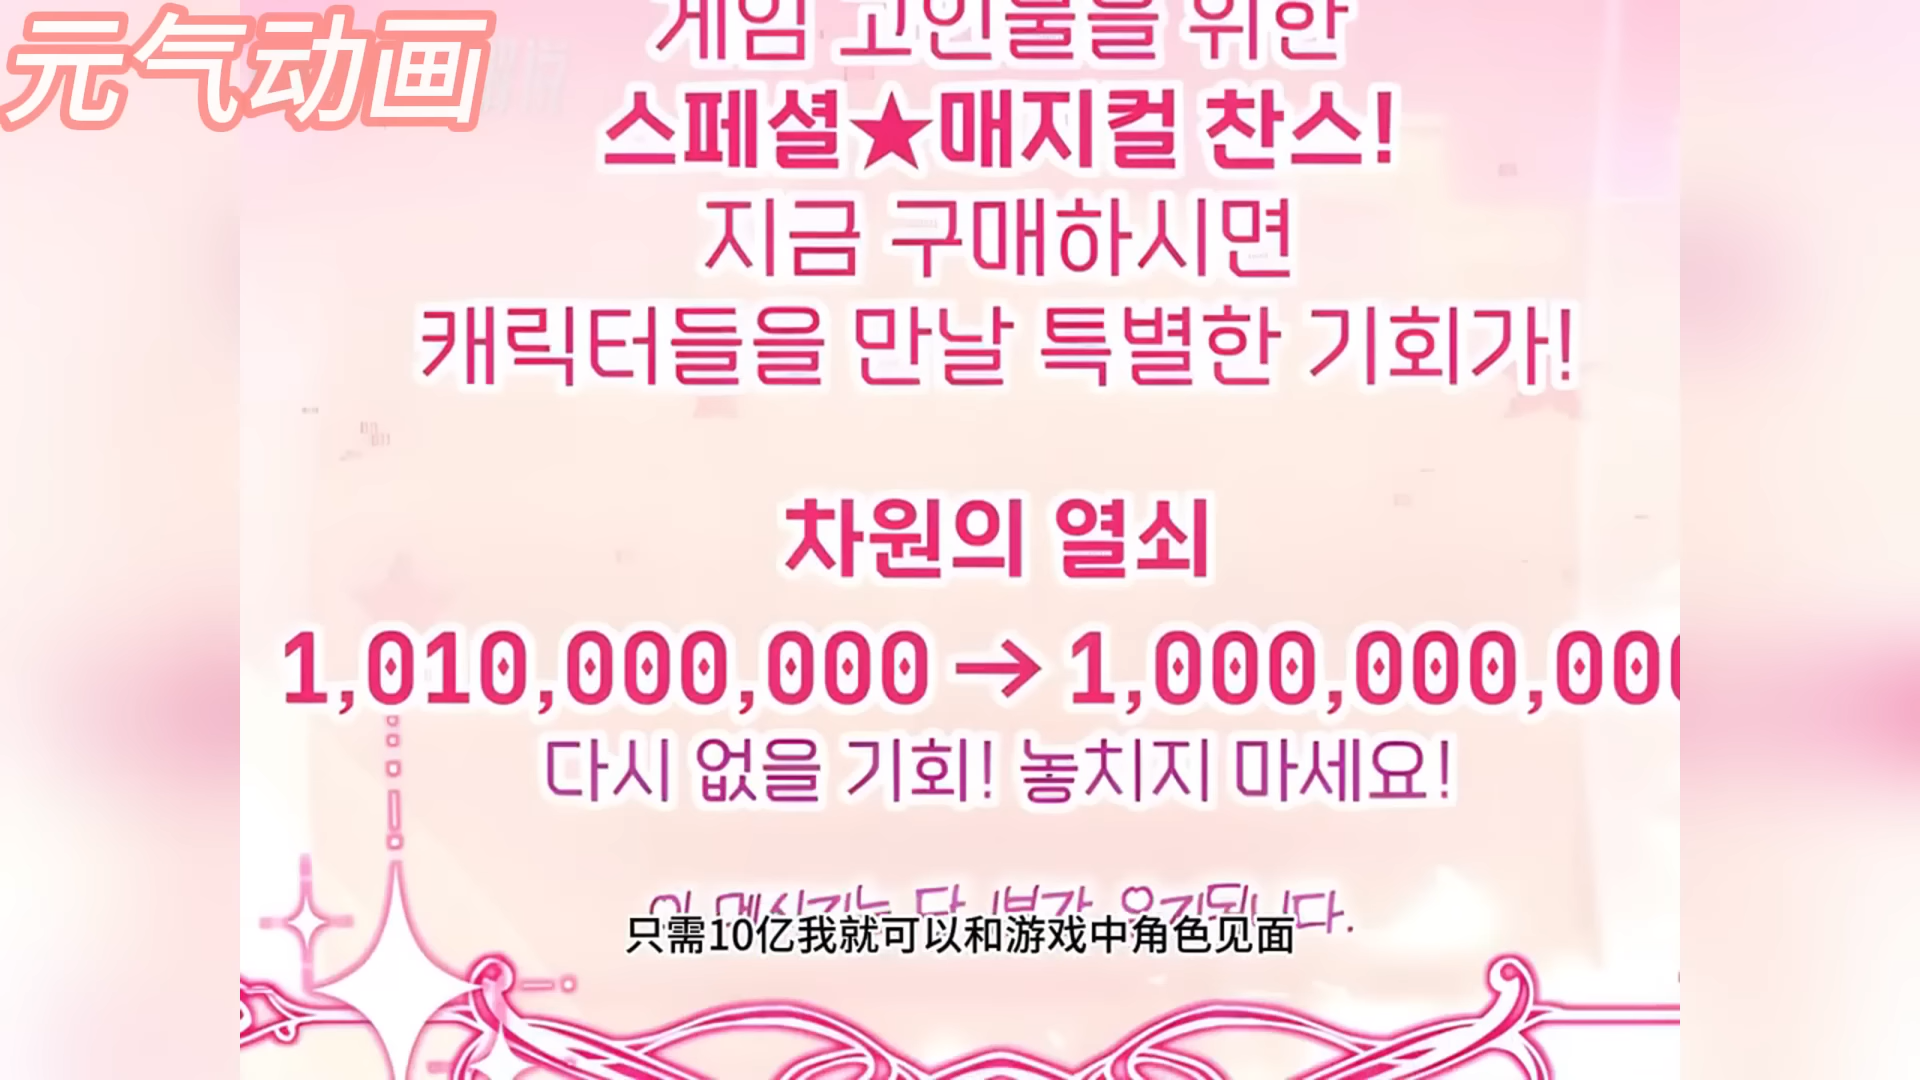 元气动画
게임 고인물을 위한
스페셜★매지컬 찬스!
지금 구매하시면
캐릭터들을 만날 특별한 기회가!
차원의 열쇠
1,010,000,000→1,000,000,000
다시 없을 기회! 놓치지 마세요!
只需10亿我就可以和游戏中角色见面